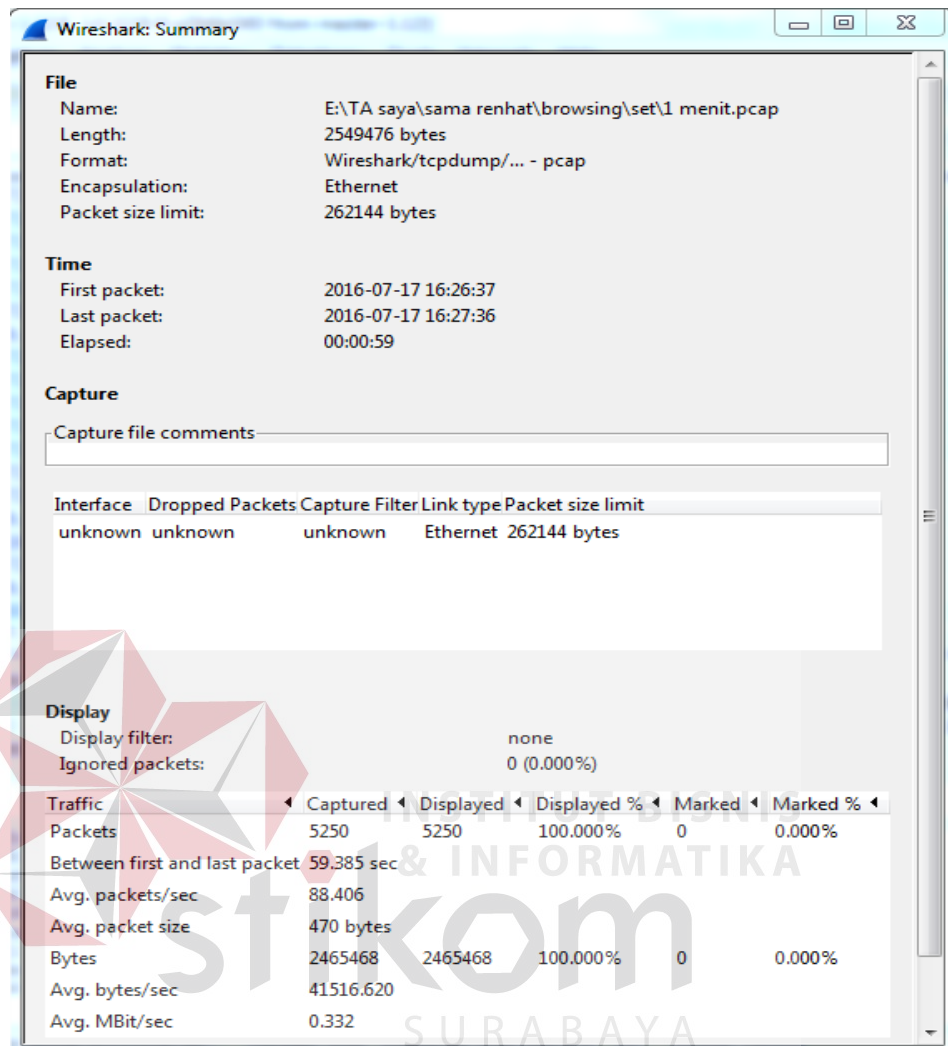 Wireshark: Summary
File
Name: E:\TA saya\sama renhat\browsing\set\1 menit.pcap
Length: 2549476 bytes
Format: Wireshark/tcpdump/... - pcap
Encapsulation: Ethernet
Packet size limit: 262144 bytes
Time
First packet: 2016-07-17 16:26:37
Last packet: 2016-07-17 16:27:36
Elapsed: 00:00:59
Capture
Capture file comments
Interface Dropped Packets Capture Filter Link type Packet size limit
unknown unknown unknown Ethernet 262144 bytes
Display
Display filter: none
Ignored packets: 0 (0.000%)
Traffic Captured Displayed Displayed % Marked Marked %
INSTITUT BISNIS
Packets 5250 5250 100.000% 0 0.000%
Between first and last packet 59.385 sec
& INFORMATIKA
Avg. packets/sec 88.406
stikom
Avg. packet size 470 bytes
Bytes 2465468 2465468 100.000% 0 0.000%
Avg. bytes/sec 41516.620
Avg. MBit/sec 0.332
SURABAYA